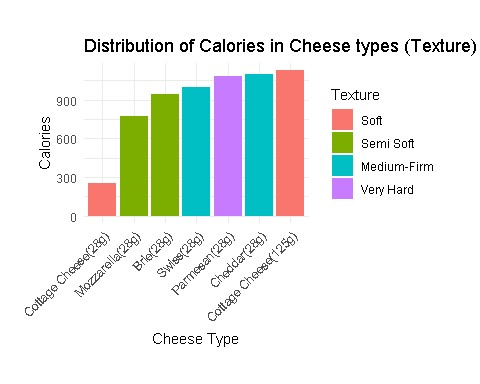 Distribution of Calories in Cheese types (Texture)
Calories
900
600
300
0
Cottage Cheese(28g)
Mozzarella(28g)
Brie(28g)
Swiss(28g)
Parmesan(28g)
Cheddar(28g)
Cottage Cheese(125g)
Cheese Type
Texture
Soft
Semi Soft
Medium-Firm
Very Hard